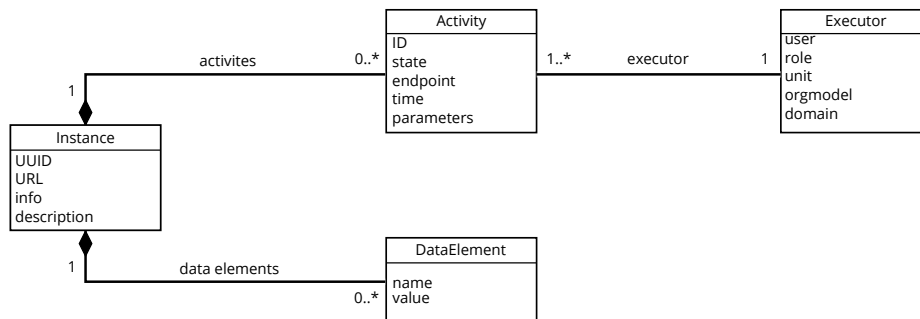 Activity
ID
state
endpoint
time
parameters
Executor
user
role
unit
orgmodel
domain
activites
0..*
1
1..*
executor
1
Instance
UUID
URL
info
description
1
data elements
0..*
DataElement
name
value